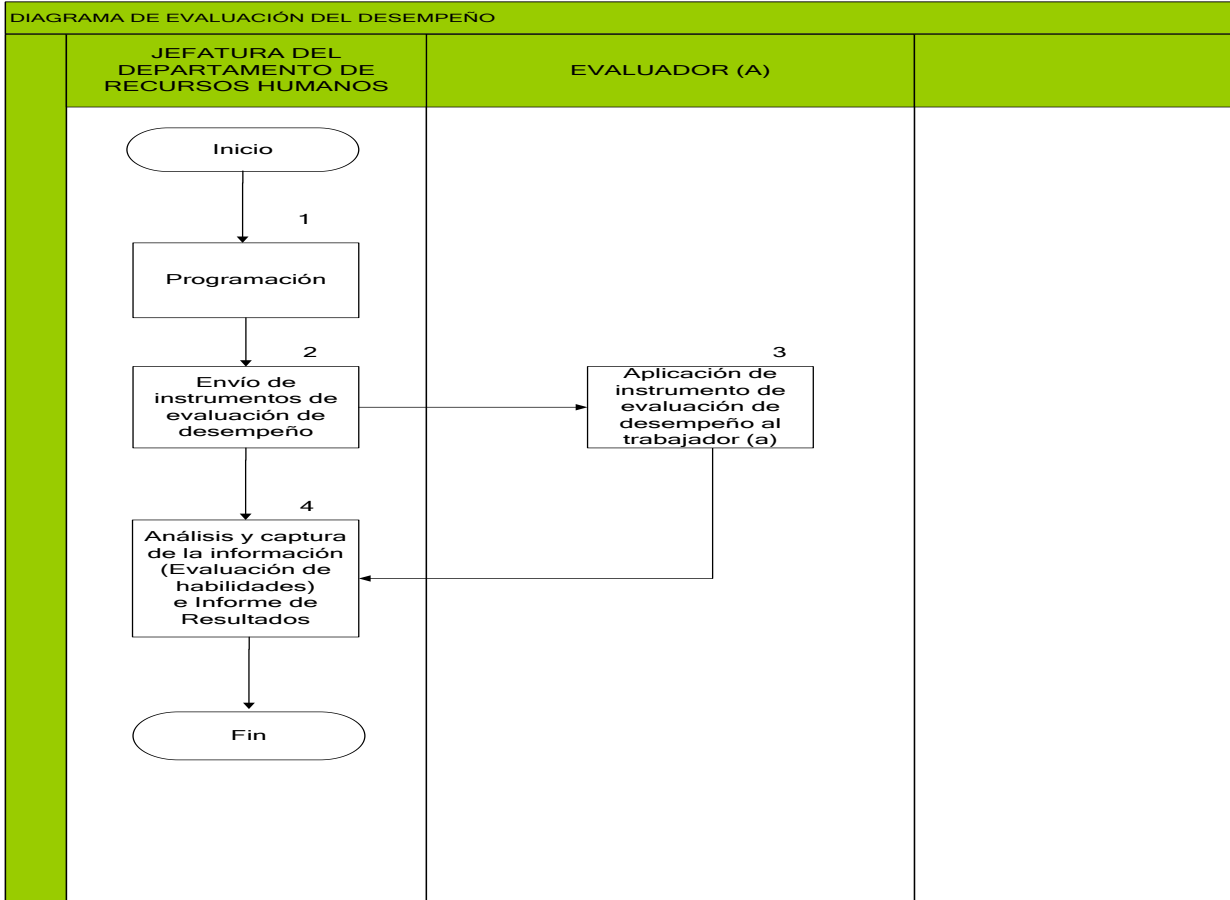 DIAGRAMA DE EVALUACIÓN DEL DESEMPEÑO
JEFATURA DEL
DEPARTAMENTO DE
RECURSOS HUMANOS
EVALUADOR (A)
Inicio
1
Programación
2
Envío de
instrumentos de
evaluación de
desempeño
3
Aplicación de
instrumento de
evaluación de
desempeño al
trabajador (a)
4
Análisis y captura
de la información
(Evaluación de
habilidades)
e Informe de
Resultados
Fin